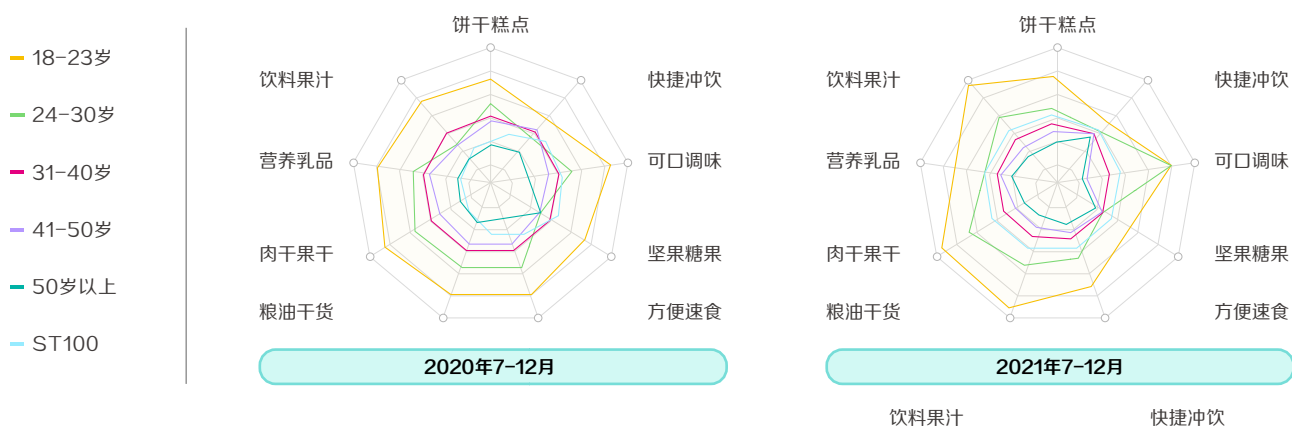 18-23岁
24-30岁
31-40岁
41-50岁
50岁以上
ST100
饼干糕点
饮料果汁
快捷冲饮
营养乳品
可口调味
肉干果干
坚果糖果
粮油干货
方便速食
2020年7-12月
饼干糕点
饮料果汁
快捷冲饮
营养乳品
可口调味
肉干果干
坚果糖果
粮油干货
方便速食
2021年7-12月
饮料果汁
快捷冲饮